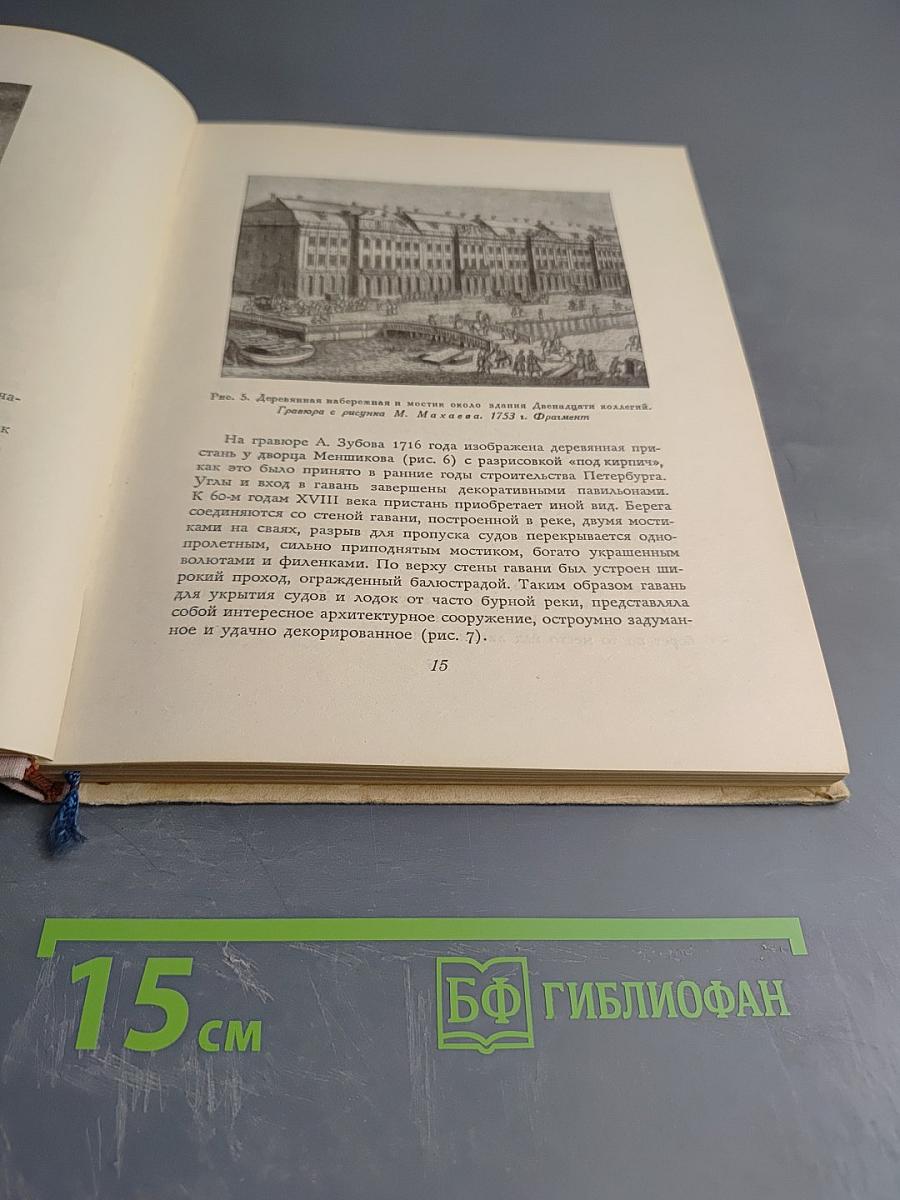 на-
к
Рис. 5. Деревянная набережная и мостик около здания Двенадцати коллегий.
Гравюра с рисунка М. Махаева. 1753 г. Фрагмент
На гравюре А. Зубова 1716 года изображена деревянная при-
стань у дворца Меншикова (рис. 6) с разрисовкой «под кирпич»,
как это было принято в ранние годы строительства Петербурга.
Углы и вход в гавань завершены декоративными павильонами.
К 60-м годам XVIII века пристань приобретает иной вид. Берега
соединяются со стеной гавани, построенной в реке, двумя мости-
ками на сваях, разрыв для пропуска судов перекрывается одно-
пролетным, сильно приподнятым мостиком, богато украшенным
волютами и филенками. По верху стены гавани был устроен ши-
рокий проход, огражденный балюстрадой. Таким образом гавань
для укрытия судов и лодок от часто бурной реки, представляла
собой интересное архитектурное сооружение, остроумно задуман-
ное и удачно декорированное (рис. 7).
15
15 см
БФ ГИБЛИОФАН